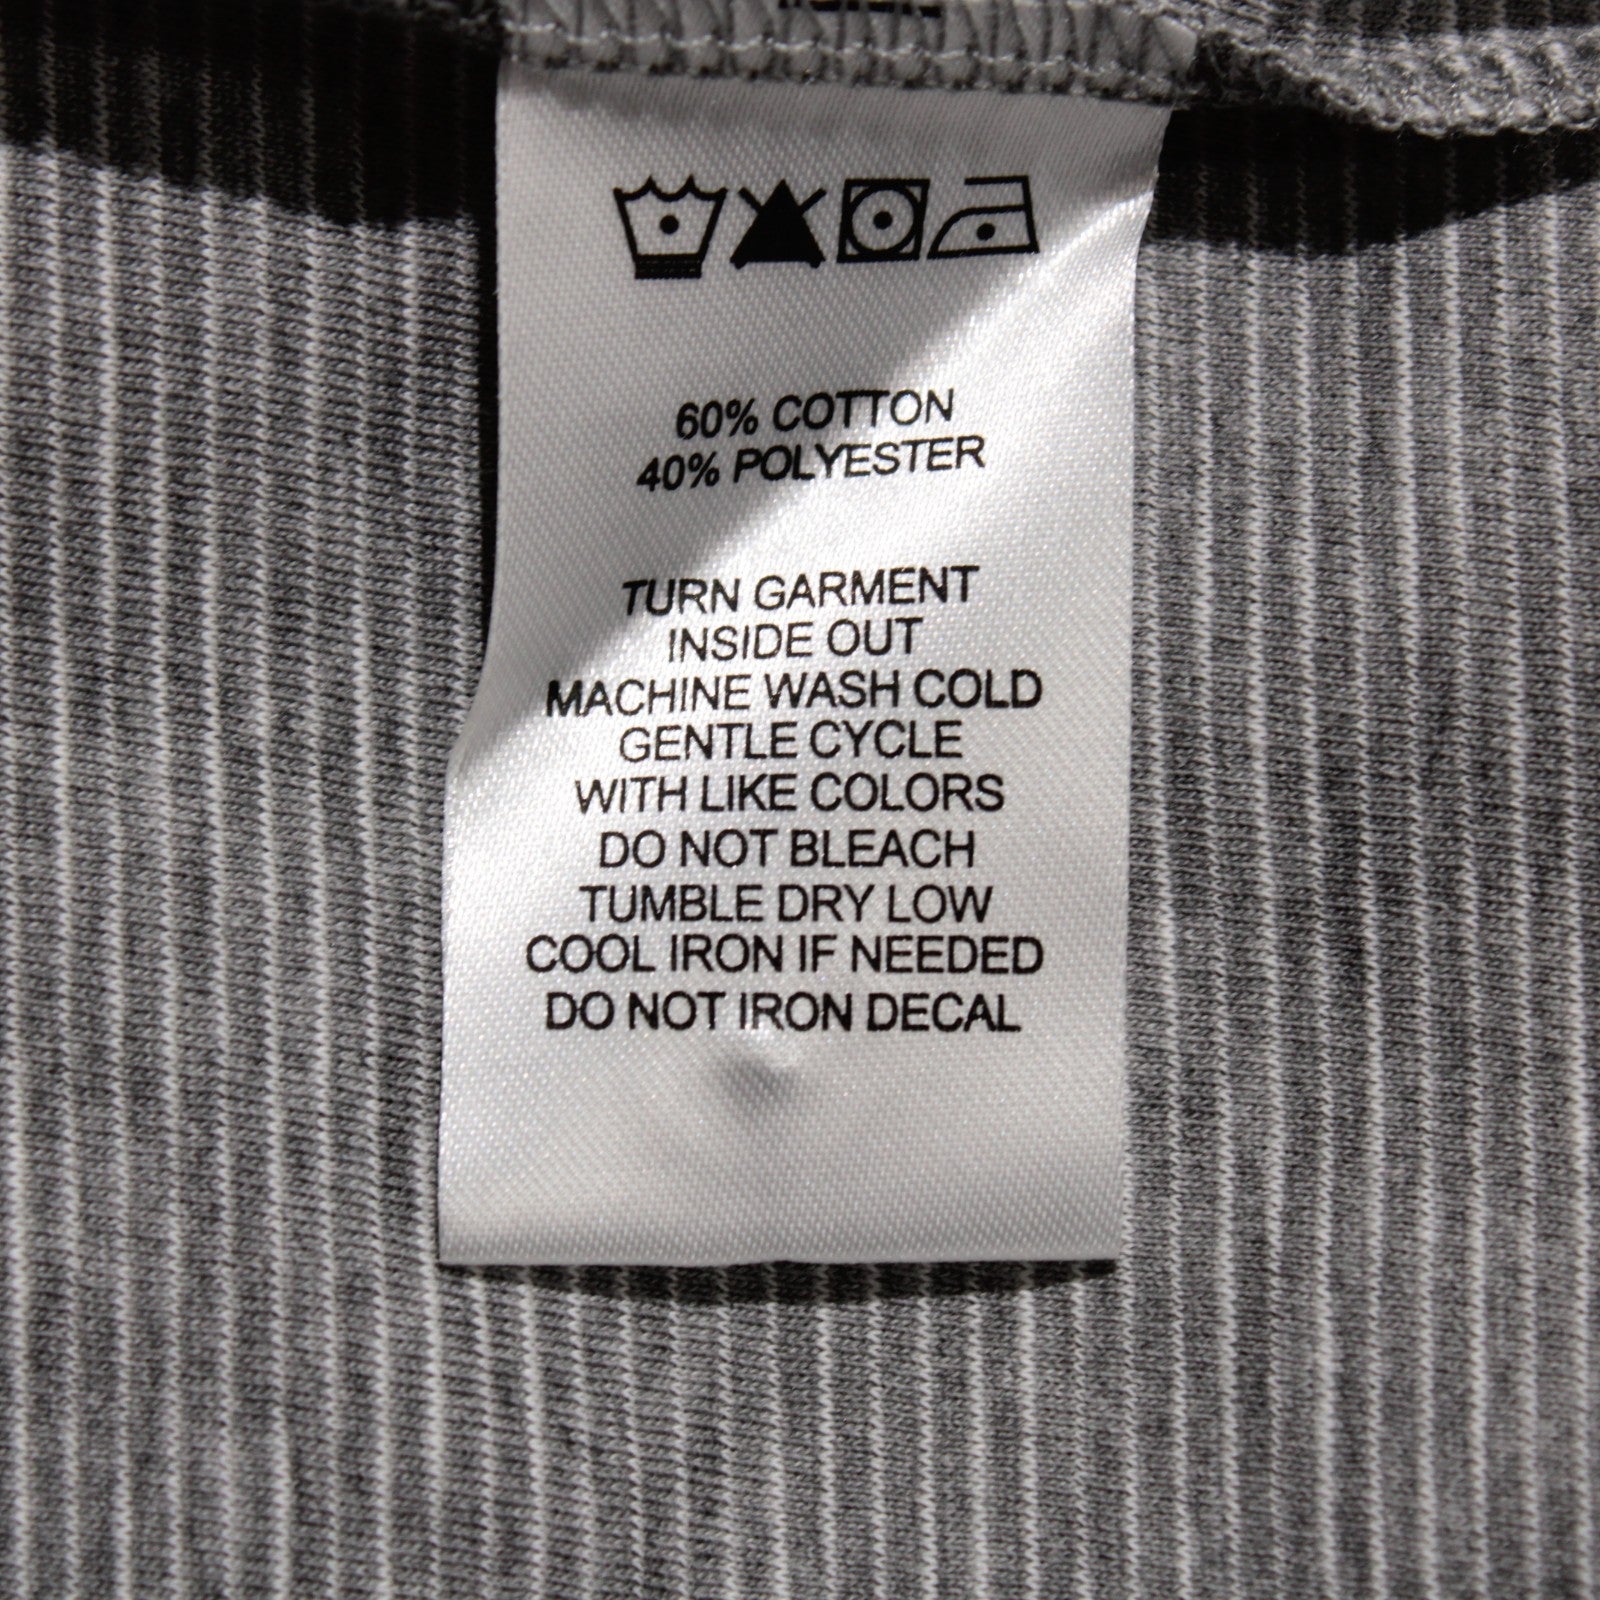 60% COTTON
40% POLYESTER
TURN GARMENT
INSIDE OUT
MACHINE WASH COLD
GENTLE CYCLE
WITH LIKE COLORS
DO NOT BLEACH
TUMBLE DRY LOW
COOL IRON IF NEEDED
DO NOT IRON DECAL